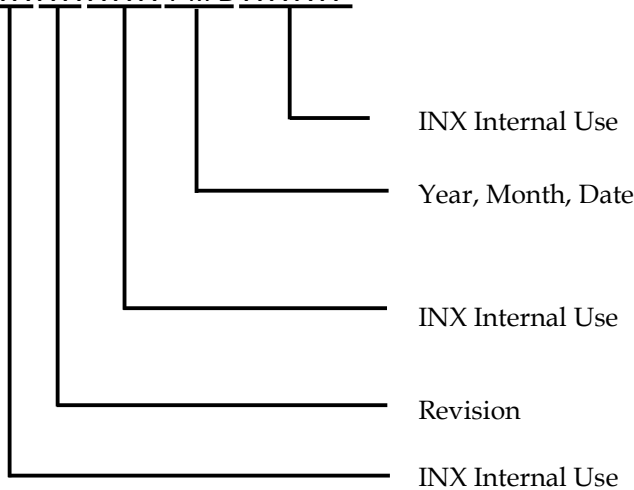 INX Internal Use
Year, Month, Date
INX Internal Use
Revision
INX Internal Use